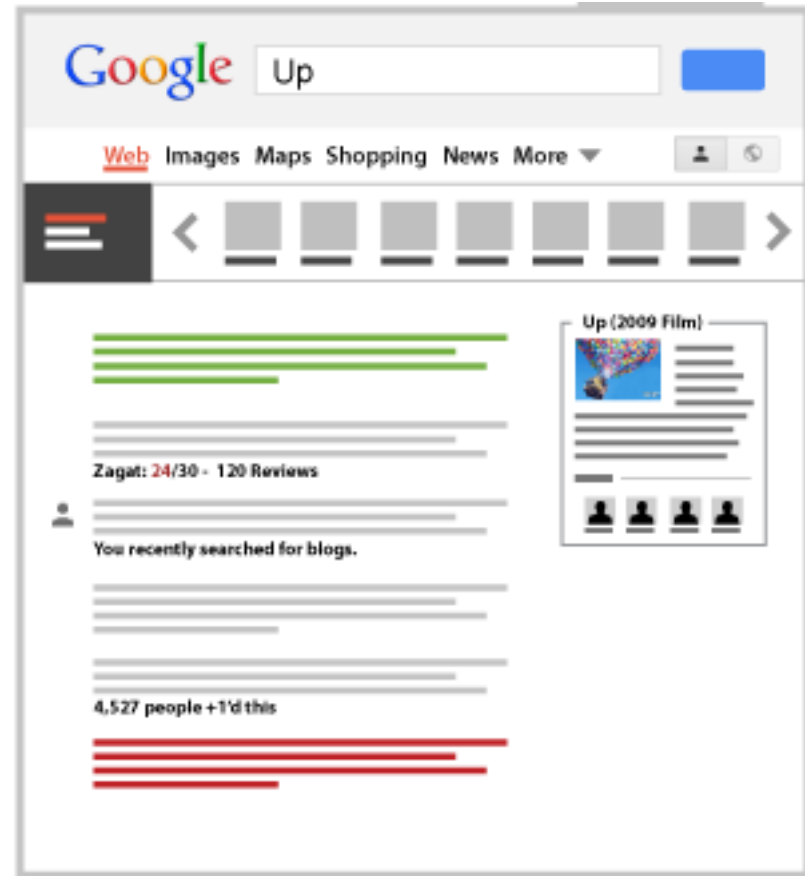 Google Up
Web Images Maps Shopping News More
Up (2009 Film)
Zagat: 24/30 - 120 Reviews
You recently searched for blogs.
4,527 people +1'd this